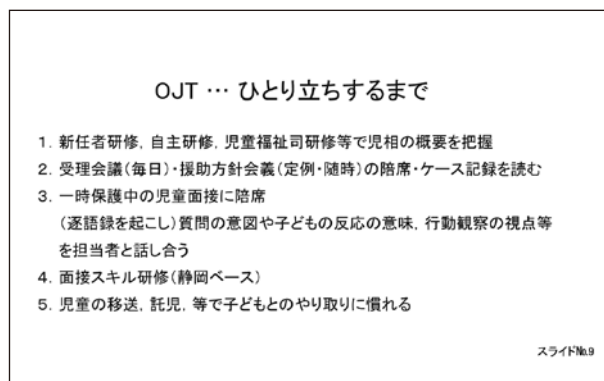 OJT … ひとり立ちするまで
1. 新任者研修, 自主研修, 児童福祉司研修等で児相の概要を把握
2. 受理会議(毎日)・援助方針会議(定例・随時)の陪席・ケース記録を読む
3. 一時保護中の児童面接に陪席
(逐語録を起こし)質問の意図や子どもの反応の意味, 行動観察の視点等
を担当者と話し合う
4. 面接スキル研修(静岡ベース)
5. 児童の移送, 託児, 等で子どもとのやり取りに慣れる
スライドNo.9